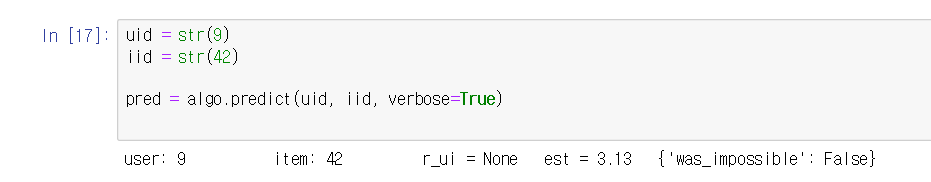 In [17]:
uid = str(9)
iid = str(42)
pred = algo.predict(uid, iid, verbose=True)
user: 9 item: 42 r_ui = None est = 3.13 {'was_impossible': False}